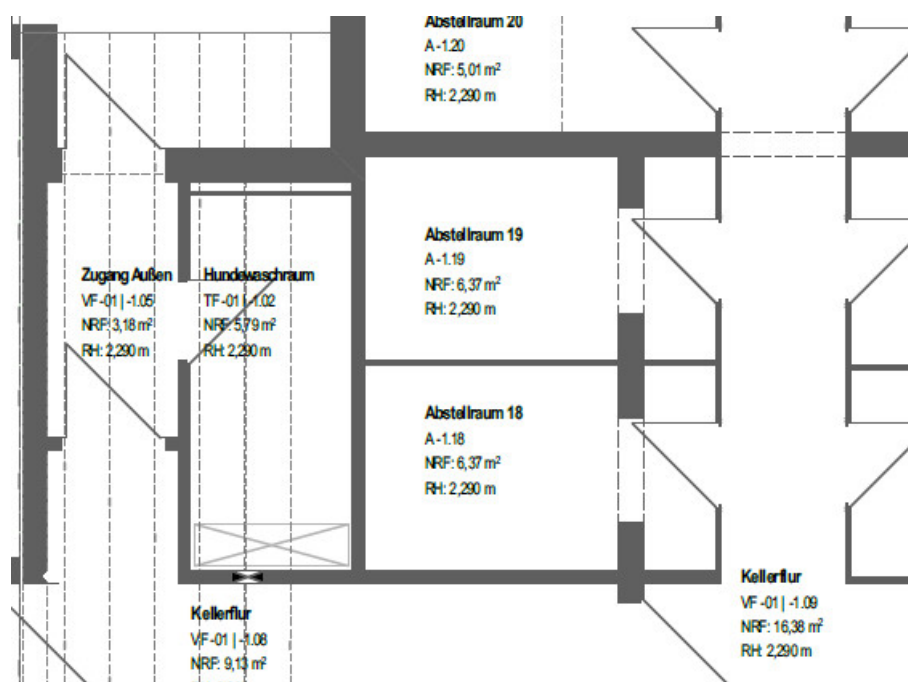 Abstellraum 20
A-1.20
NRF: 5,01 m²
RH: 2,290 m
Abstellraum 19
A-1.19
NRF: 6,37 m²
RH: 2,290 m
Zugang Außen
VF-01 | -1.05
NRF: 3,18 m²
RH: 2,290 m
Hundewaschraum
TF-01 | -1.02
NRF: 5,79 m²
RH: 2,290 m
Abstellraum 18
A-1.18
NRF: 6,37 m²
RH: 2,290 m
Kellerflur
VF-01 | -1.09
NRF: 16,38 m²
RH: 2,290 m
Kellerflur
VF-01 | -1.08
NRF: 9,13 m²